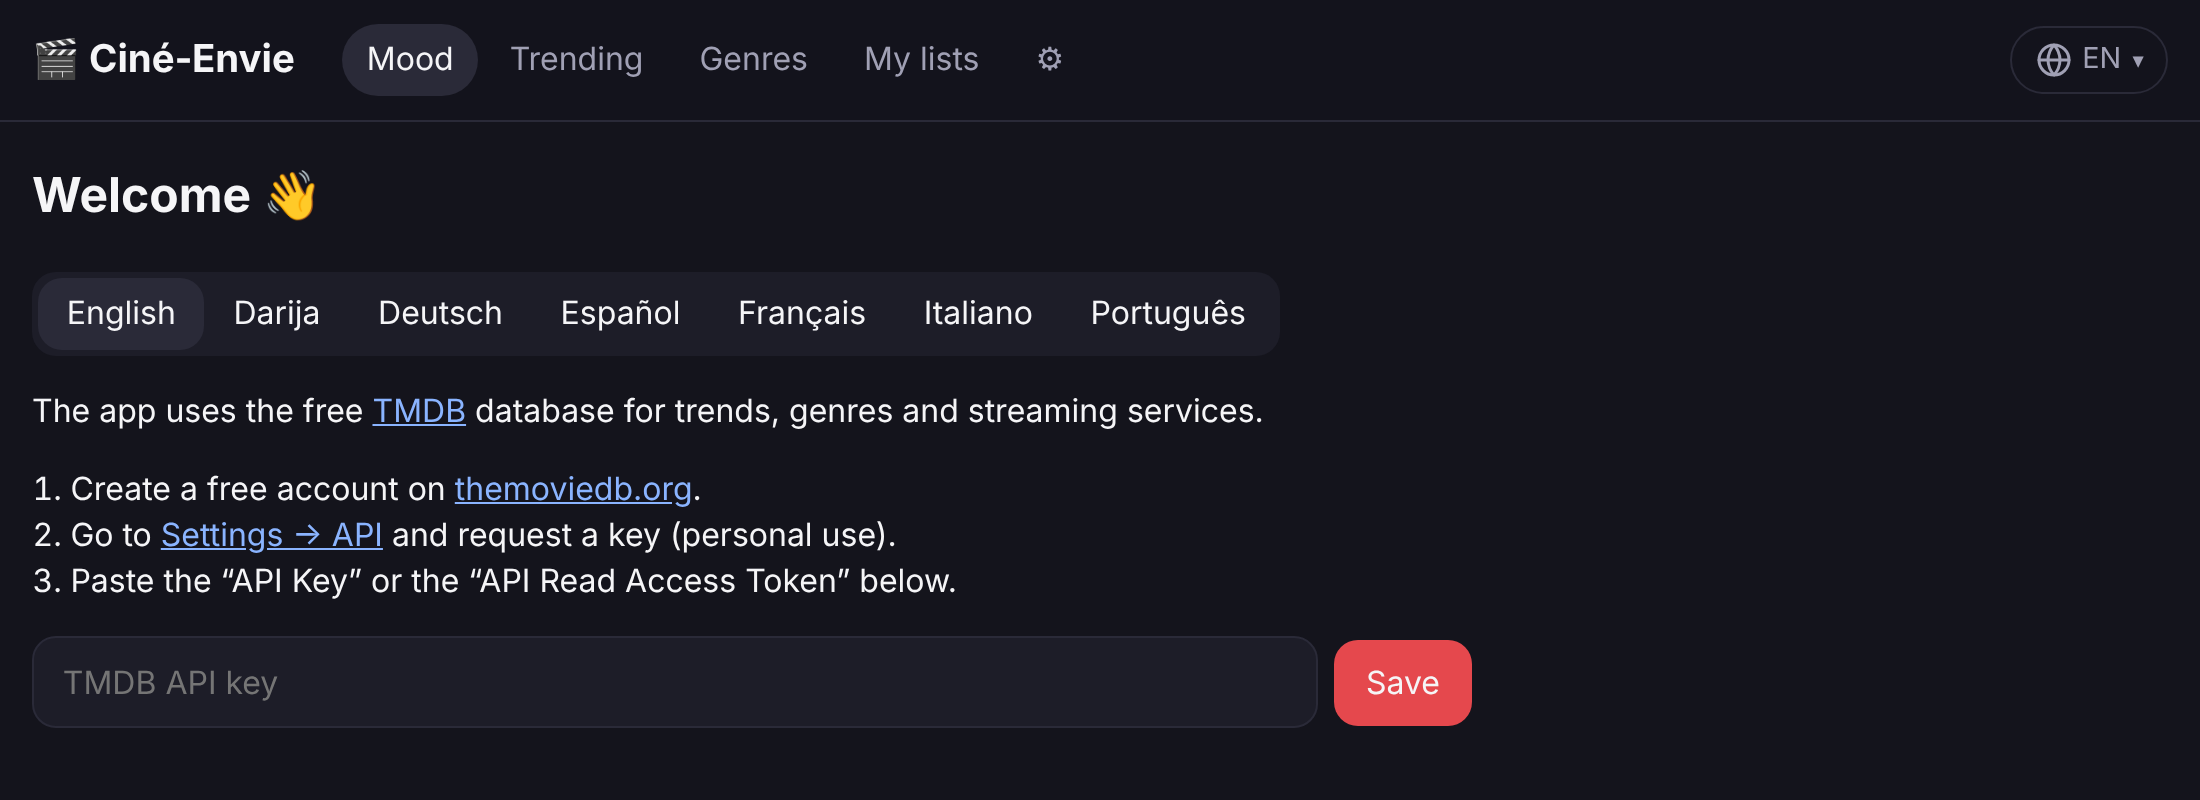 🎬 Ciné-Envie Mood Trending Genres My lists ⚙ EN ▾
Welcome 👋
English Darija Deutsch Español Français Italiano Português
The app uses the free TMDB database for trends, genres and streaming services.
1. Create a free account on themoviedb.org.
2. Go to Settings → API and request a key (personal use).
3. Paste the “API Key” or the “API Read Access Token” below.
TMDB API key Save